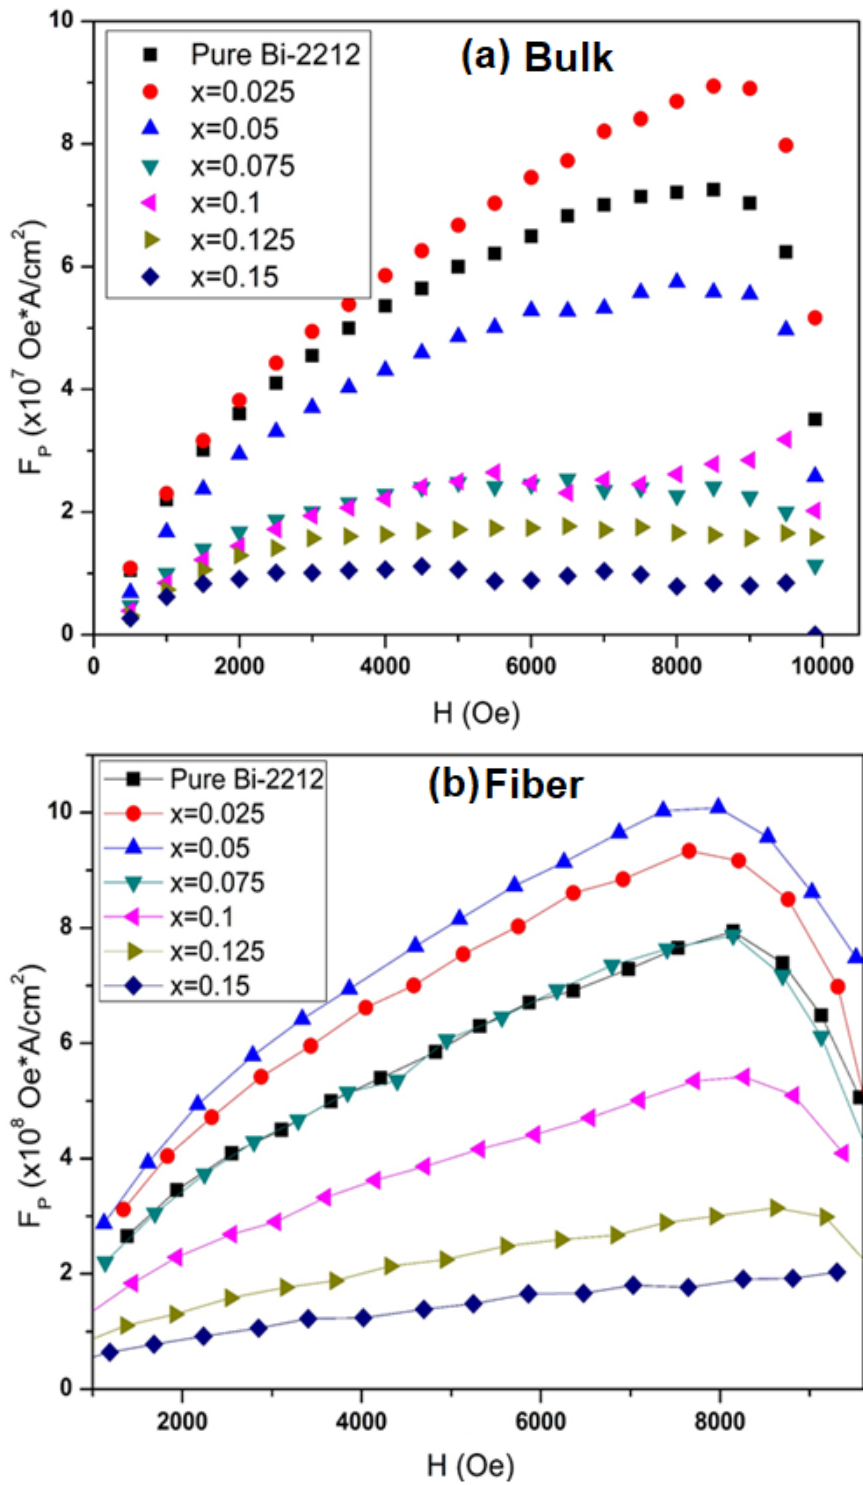 (a) Bulk
Pure Bi-2212
x=0.025
x=0.05
x=0.075
x=0.1
x=0.125
x=0.15
10
8
6
4
2
0
F_P (x10^7 Oe*A/cm^2)
0 2000 4000 6000 8000 10000
H (Oe)
(b) Fiber
Pure Bi-2212
x=0.025
x=0.05
x=0.075
x=0.1
x=0.125
x=0.15
10
8
6
4
2
0
F_P (x10^8 Oe*A/cm^2)
2000 4000 6000 8000
H (Oe)